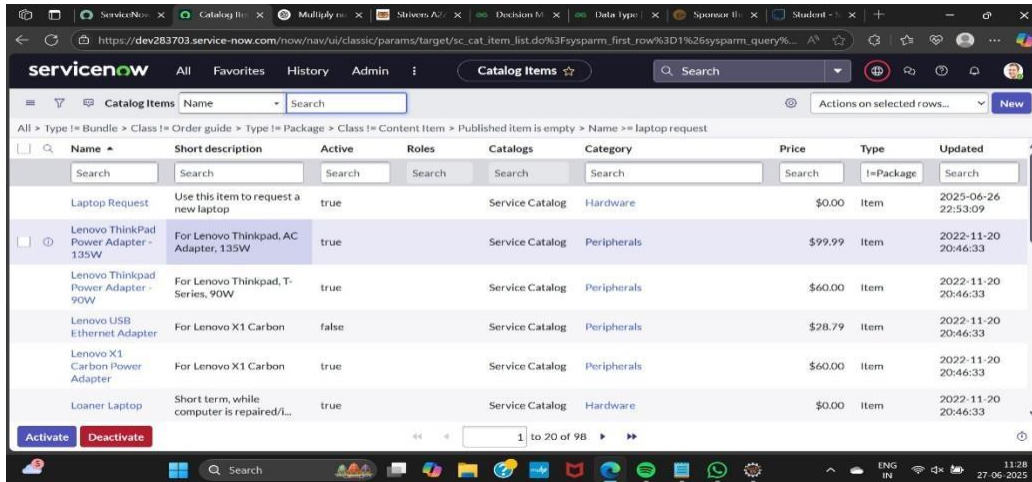 ServiceNow
Catalog Ite
Multiply nu
Strivers A2
Decision M
Data Type
Sponsor th
Student -
https://dev283703.service-now.com/now/nav/ui/classic/params/target/sc_cat_item_list.do%3Fsysparm_first_row%3D1%26sysparm_query%...
servicenow All Favorites History Admin Catalog Items Search
Catalog Items Name Search Actions on selected rows... New
All > Type != Bundle > Class != Order guide > Type != Package > Class != Content Item > Published item is empty > Name >= laptop request
Name Short description Active Roles Catalogs Category Price Type Updated
Search Search Search Search Search Search Search !=Package Search
Laptop Request Use this item to request a true Service Catalog Hardware $0.00 Item 2025-06-26
new laptop 22:53:09
Lenovo ThinkPad
Power Adapter - For Lenovo Thinkpad, AC true Service Catalog Peripherals $99.99 Item 2022-11-20
135W Adapter, 135W 20:46:33
Lenovo Thinkpad
Power Adapter - For Lenovo Thinkpad, T- true Service Catalog Peripherals $60.00 Item 2022-11-20
90W Series, 90W 20:46:33
Lenovo USB For Lenovo X1 Carbon false Service Catalog Peripherals $28.79 Item 2022-11-20
Ethernet Adapter 20:46:33
Lenovo X1
Carbon Power For Lenovo X1 Carbon true Service Catalog Peripherals $60.00 Item 2022-11-20
Adapter 20:46:33
Loaner Laptop Short term, while true Service Catalog Hardware $0.00 Item 2022-11-20
computer is repaired/i... 20:46:33
Activate Deactivate 1 to 20 of 98
Search ENG 11:28
IN 27-06-2025